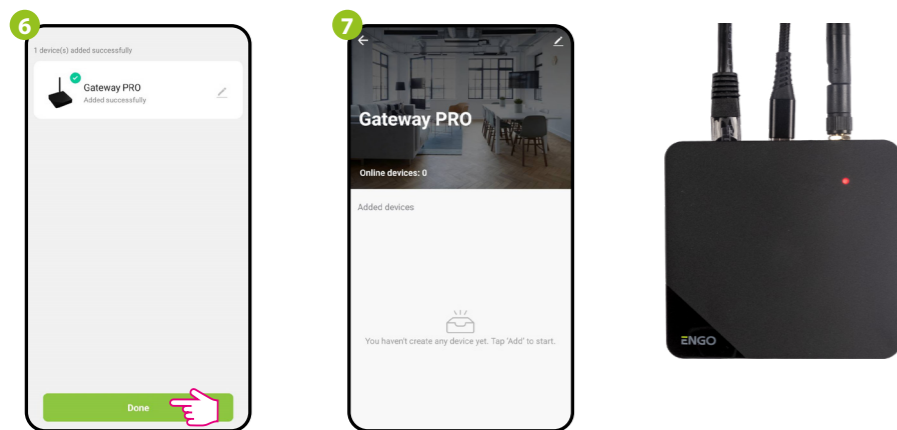 6
1 device(s) added successfully
Gateway PRO
Added successfully
Done
7
Gateway PRO
Online devices: 0
Added devices
You haven't create any device yet. Tap 'Add' to start.
ENGO